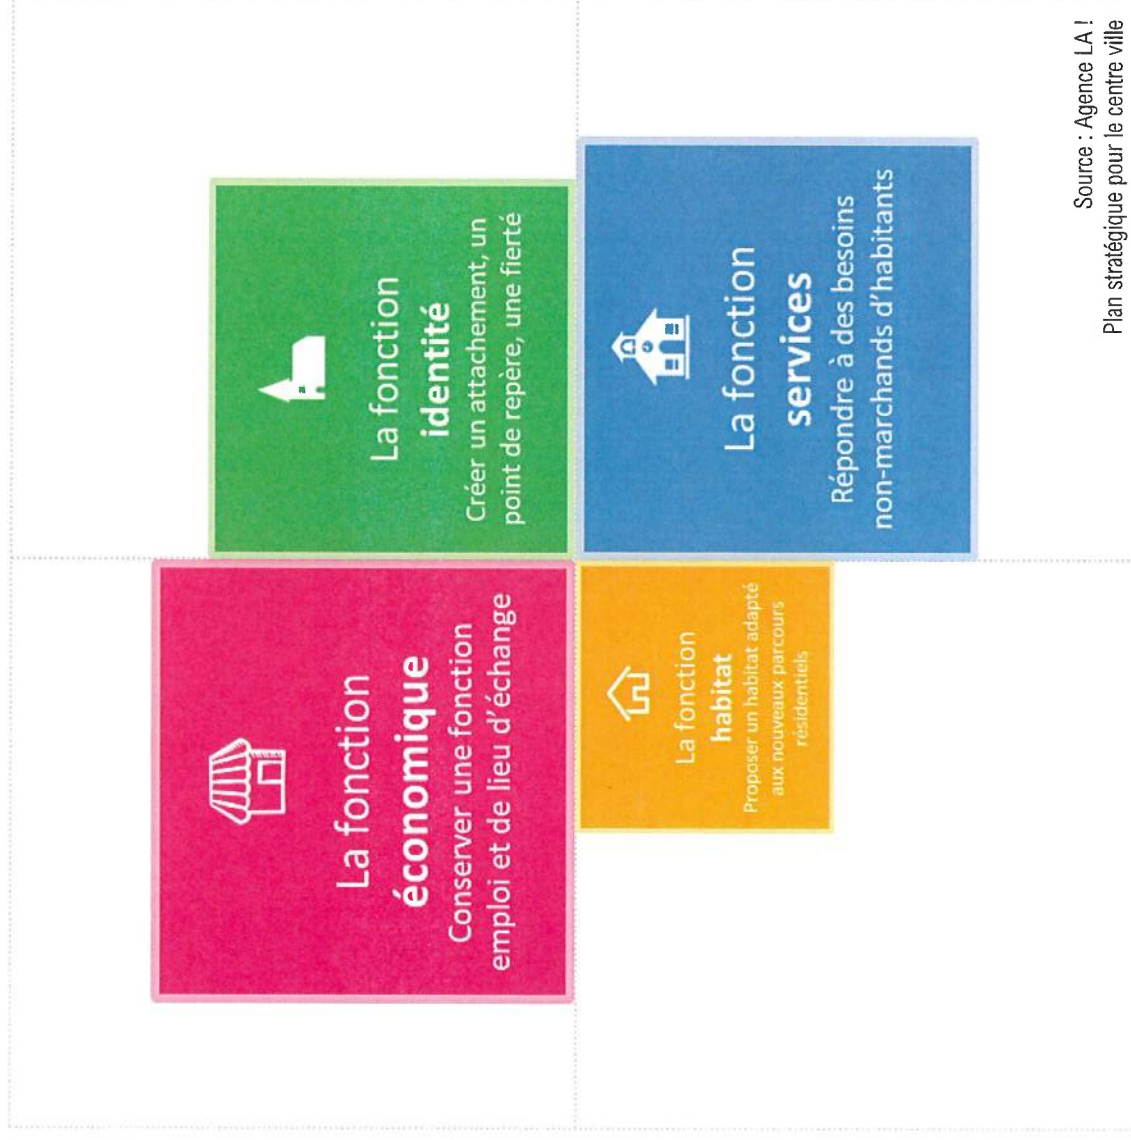 La fonction
économique
Conserver une fonction
emploi et de lieu d'échange
La fonction
identité
Créer un attachement, un
point de repère, une fierté
La fonction
habitat
Proposer un habitat adapté
aux nouveaux parcours
résidentiels
La fonction
services
Répondre à des besoins
non-marchands d'habitants
Source : Agence LA !
Plan stratégique pour le centre ville